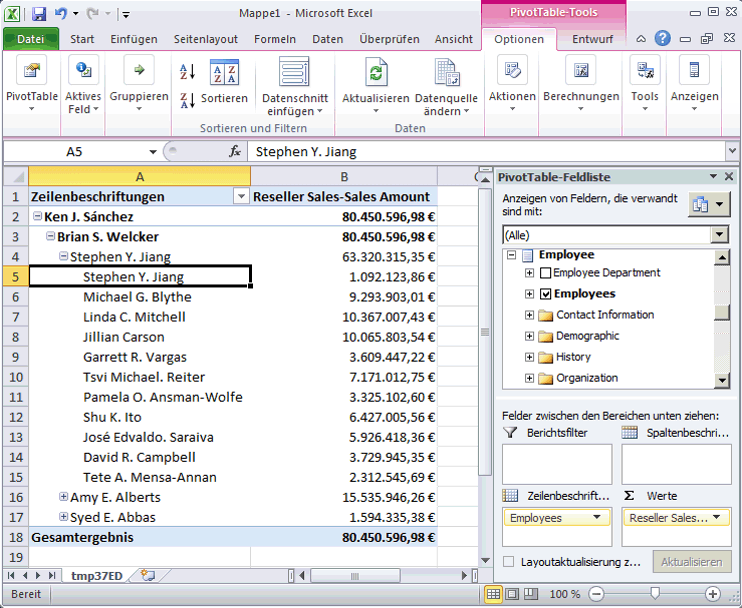 Mappe1 - Microsoft Excel
PivotTable-Tools
Datei Start Einfügen Seitenlayout Formeln Daten Überprüfen Ansicht Optionen Entwurf
PivotTable
Aktives Feld
Gruppieren
Sortieren
Datenschnitt einfügen
Aktualisieren
Datenquelle ändern
Aktionen
Berechnungen
Tools
Anzeigen
Sortieren und Filtern
Daten
A5 fx Stephen Y. Jiang
A B C
1 Zeilenbeschriftungen Reseller Sales-Sales Amount
2 Ken J. Sánchez 80.450.596,98 €
3 Brian S. Welcker 80.450.596,98 €
4 Stephen Y. Jiang 63.320.315,35 €
5 Stephen Y. Jiang 1.092.123,86 €
6 Michael G. Blythe 9.293.903,01 €
7 Linda C. Mitchell 10.367.007,43 €
8 Jillian Carson 10.065.803,54 €
9 Garrett R. Vargas 3.609.447,22 €
10 Tsvi Michael. Reiter 7.171.012,75 €
11 Pamela O. Ansman-Wolfe 3.325.102,60 €
12 Shu K. Ito 6.427.005,56 €
13 José Edvaldo. Saraiva 5.926.418,36 €
14 David R. Campbell 3.729.945,35 €
15 Tete A. Mensa-Annan 2.312.545,69 €
16 Amy E. Alberts 15.535.946,26 €
17 Syed E. Abbas 1.594.335,38 €
18 Gesamtergebnis 80.450.596,98 €
19
tmp37ED
Bereit
100 %
PivotTable-Feldliste
Anzeigen von Feldern, die verwandt
sind mit:
(Alle)
Employee
Employee Department
Employees
Contact Information
Demographic
History
Organization
Felder zwischen den Bereichen unten ziehen:
Berichtsfilter
Spaltenbeschri...
Zeilenbeschrift...
Σ Werte
Employees
Reseller Sales...
Layoutaktualisierung z...
Aktualisieren